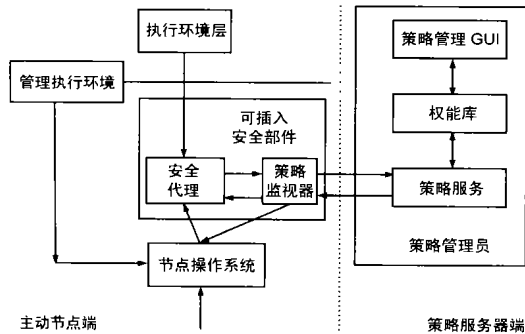 执行环境层
管理执行环境
可插入
安全部件
安全
代理
策略
监视器
节点操作系统
主动节点端
策略管理 GUI
权能库
策略服务
策略管理员
策略服务器端